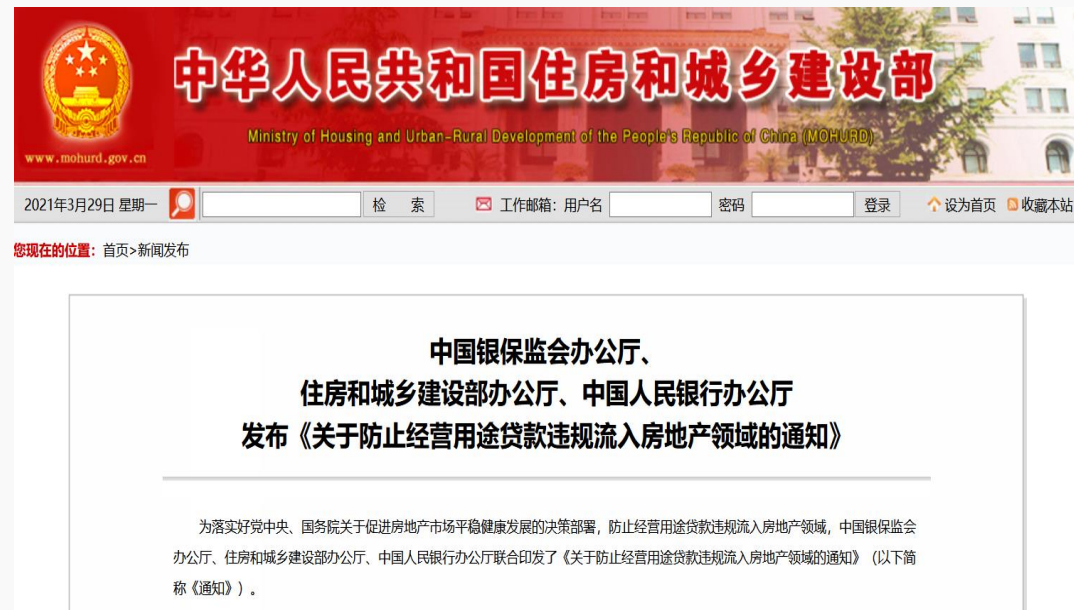 中华人民共和国住房和城乡建设部
Ministry of Housing and Urban-Rural Development of the People's Republic of China (MOHURD)
www.mohurd.gov.cn
2021年3月29日 星期一 检 索 工作邮箱：用户名 密码 登录 设为首页 收藏本站
您现在的位置：首页>新闻发布
中国银保监会办公厅、
住房和城乡建设部办公厅、中国人民银行办公厅
发布《关于防止经营用途贷款违规流入房地产领域的通知》
为落实好党中央、国务院关于促进房地产市场平稳健康发展的决策部署，防止经营用途贷款违规流入房地产领域，中国银保监会
办公厅、住房和城乡建设部办公厅、中国人民银行办公厅联合印发了《关于防止经营用途贷款违规流入房地产领域的通知》（以下简
称《通知》）。